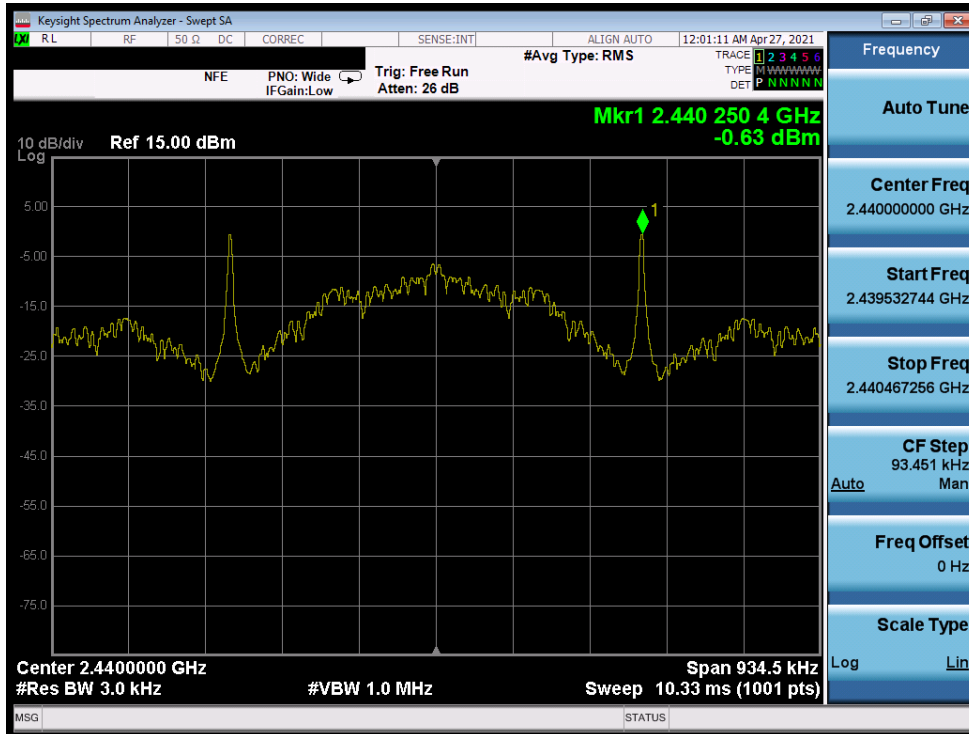 Keysight Spectrum Analyzer - Swept SA
LXI RL RF 50 Ω DC CORREC SENSE:INT ALIGN AUTO 12:01:11 AM Apr 27, 2021
#Avg Type: RMS TRACE 1 2 3 4 5 6
NFE PNO: Wide Trig: Free Run TYPE M WWWWW
IFGain:Low Atten: 26 dB DET P N N N N N
Mkr1 2.440 250 4 GHz
-0.63 dBm
10 dB/div Ref 15.00 dBm
Log
1
5.00
-5.00
-15.0
-25.0
-35.0
-45.0
-55.0
-65.0
-75.0
Center 2.4400000 GHz Span 934.5 kHz
#Res BW 3.0 kHz #VBW 1.0 MHz Sweep 10.33 ms (1001 pts)
MSG STATUS
Frequency
Auto Tune
Center Freq
2.440000000 GHz
Start Freq
2.439532744 GHz
Stop Freq
2.440467256 GHz
CF Step
93.451 kHz
Auto Man
Freq Offset
0 Hz
Scale Type
Log Lin